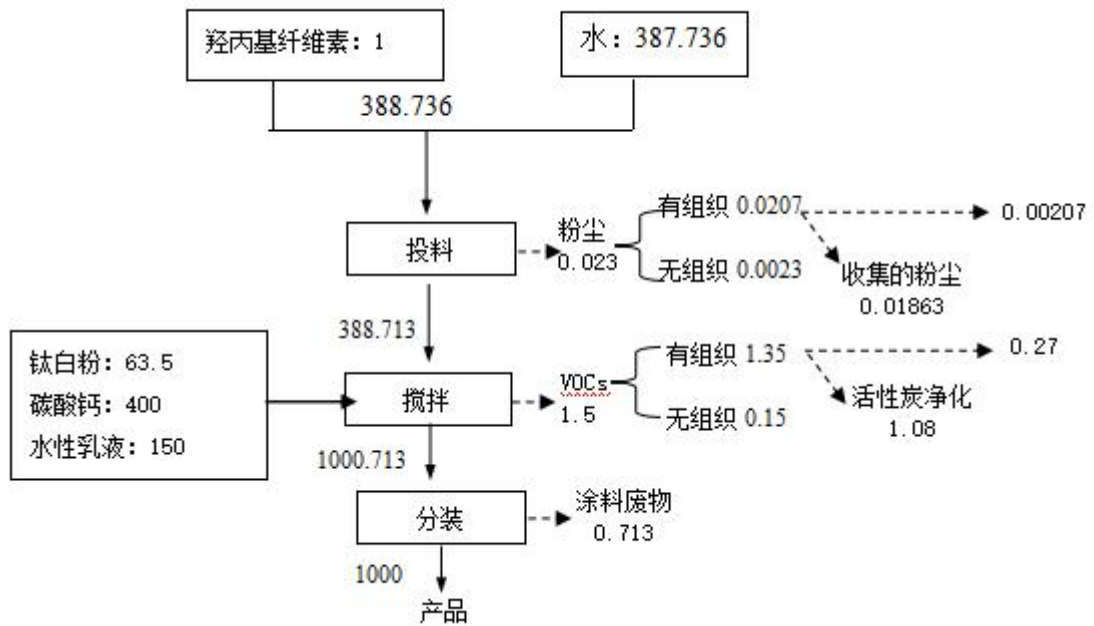 羟丙基纤维素：1
水：387.736
388.736
投料
粉尘
0.023
有组织 0.0207
0.00207
无组织 0.0023
收集的粉尘
0.01863
388.713
钛白粉：63.5
碳酸钙：400
水性乳液：150
搅拌
VOCs
1.5
有组织 1.35
0.27
无组织 0.15
活性炭净化
1.08
1000.713
分装
涂料废物
0.713
1000
产品